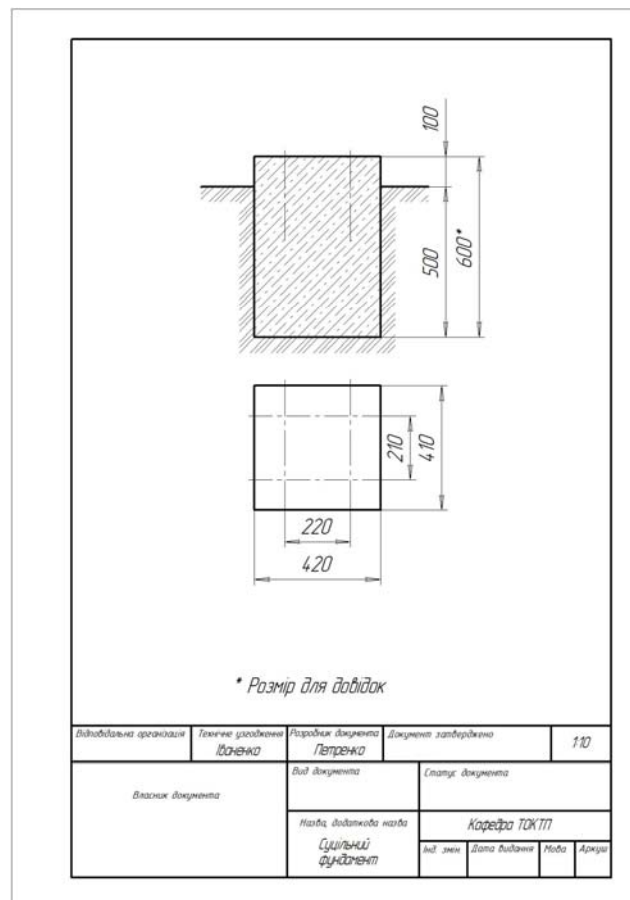 100
500
600*
210
410
220
420
* Розмір для довідок
Відповідальна організація
Технічне узгодження
Іваненко
Розробник документа
Петренко
Документ затверджено
1:10
Власник документа
Вид документа
Статус документа
Назва, додаткова назва
Суцільний
фундамент
Кафедра ТОКТП
Інд. змін
Дата видання
Мова
Аркуш